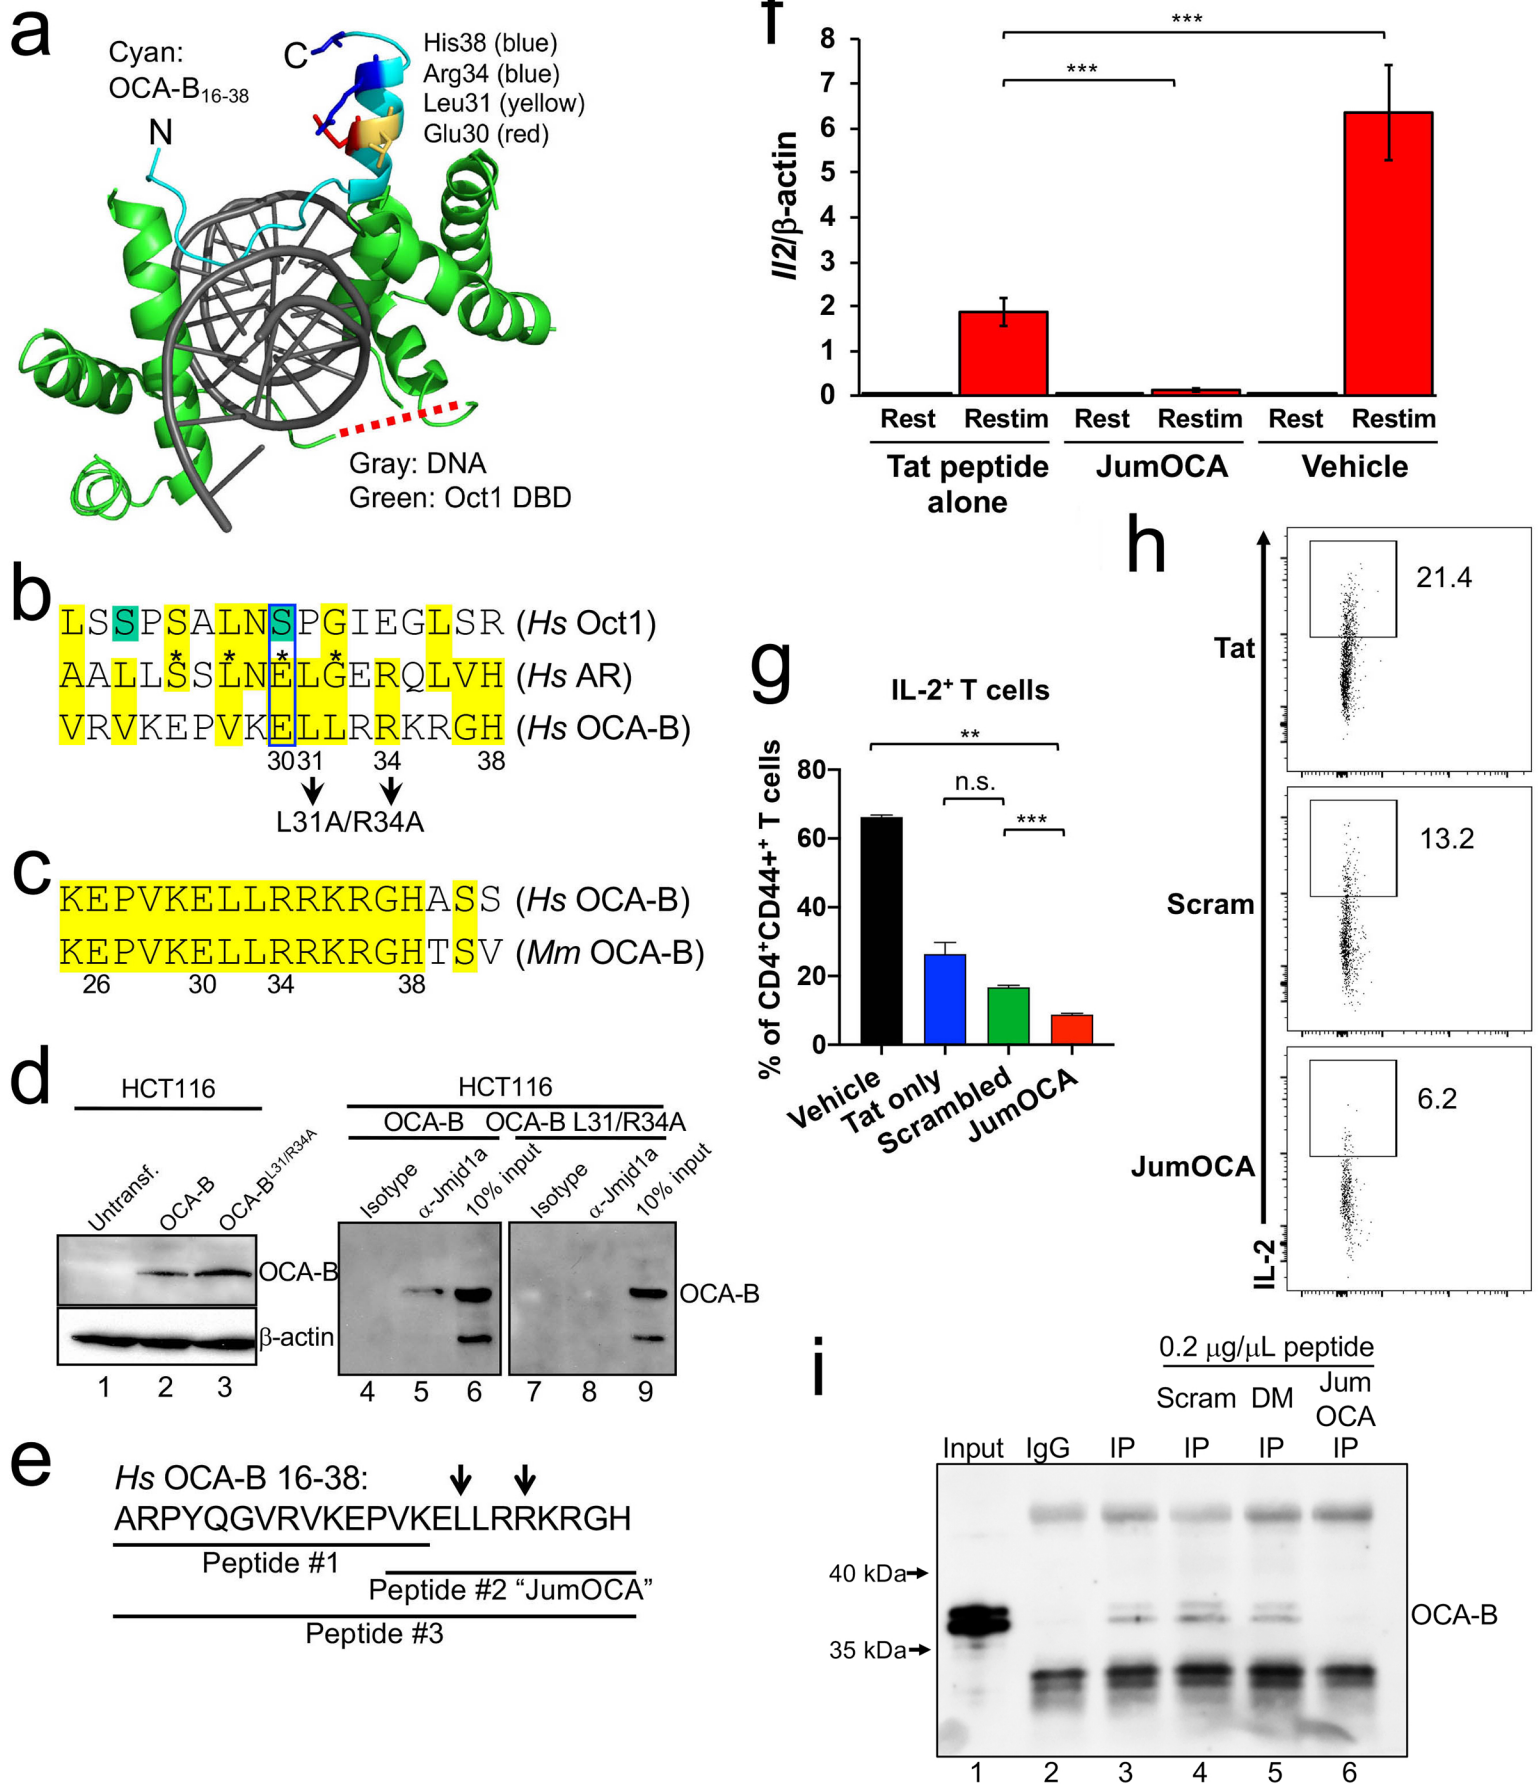 a
Cyan:
OCA-B16-38
N
C
His38 (blue)
Arg34 (blue)
Leu31 (yellow)
Glu30 (red)
Gray: DNA
Green: Oct1 DBD
b
LSSPSALNSPGIEGLSR (Hs Oct1)
* * * *
AALLSSLNELGERQLVH (Hs AR)
VRVKEPVKELLRRKRGH (Hs OCA-B)
30 31 34 38
L31A/R34A
c
KEPVKELLRRKRGHASS (Hs OCA-B)
KEPVKELLRRKRGHTSV (Mm OCA-B)
26 30 34 38
d
HCT116
Untransf.
OCA-B
OCA-BL31/R34A
OCA-B
β-actin
1 2 3
HCT116
OCA-B OCA-B L31/R34A
Isotype
α-Jmjd1a
10% input
Isotype
α-Jmjd1a
10% input
OCA-B
4 5 6 7 8 9
e
Hs OCA-B 16-38:
ARPYQGVRVKEPVKELLRRKRGH
Peptide #1
Peptide #2 “JumOCA”
Peptide #3
f
***
***
Il2/β-actin
8
7
6
5
4
3
2
1
0
Rest Restim Rest Restim Rest Restim
Tat peptide
alone
JumOCA
Vehicle
g
IL-2+ T cells
**
n.s.
***
% of CD4+CD44++ T cells
80
60
40
20
0
Vehicle
Tat only
Scrambled
JumOCA
h
Tat
21.4
Scram
13.2
JumOCA
6.2
IL-2
i
0.2 μg/μL peptide
Scram DM Jum
OCA
Input IgG IP IP IP IP
40 kDa
OCA-B
35 kDa
1 2 3 4 5 6